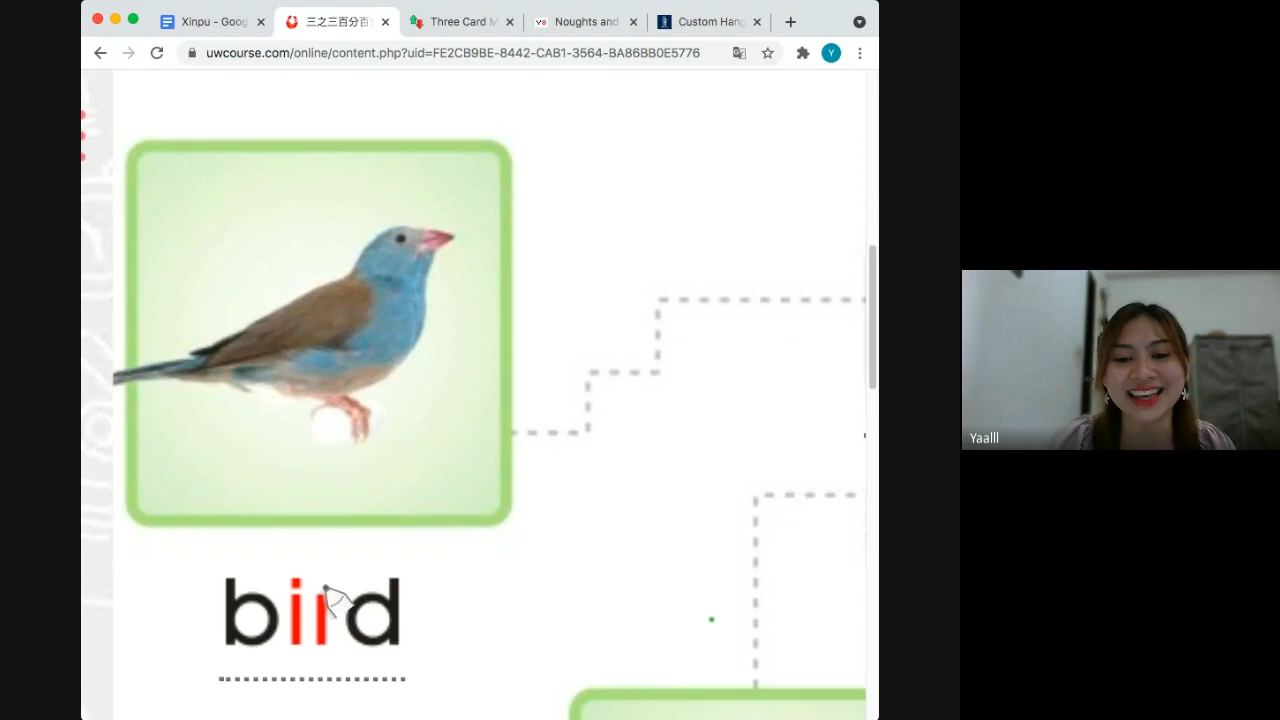 Xinpu - Goog
三之三百分百
Three Card M
Noughts and
Custom Hang
uwcourse.com/online/content.php?uid=FE2CB9BE-8442-CAB1-3564-BA86BB0E5776
Y
Yaalll
bird